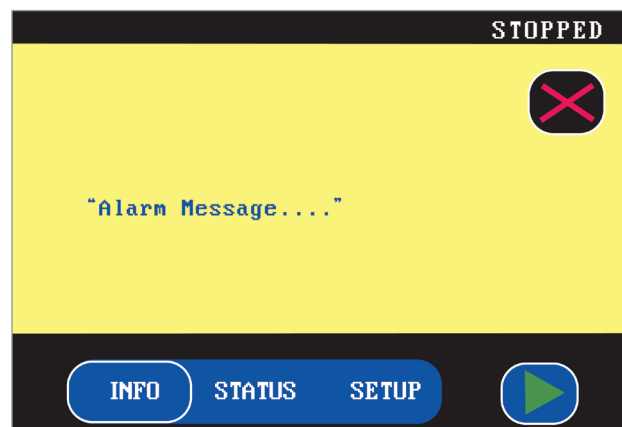 STOPPED
“Alarm Message....”
INFO STATUS SETUP